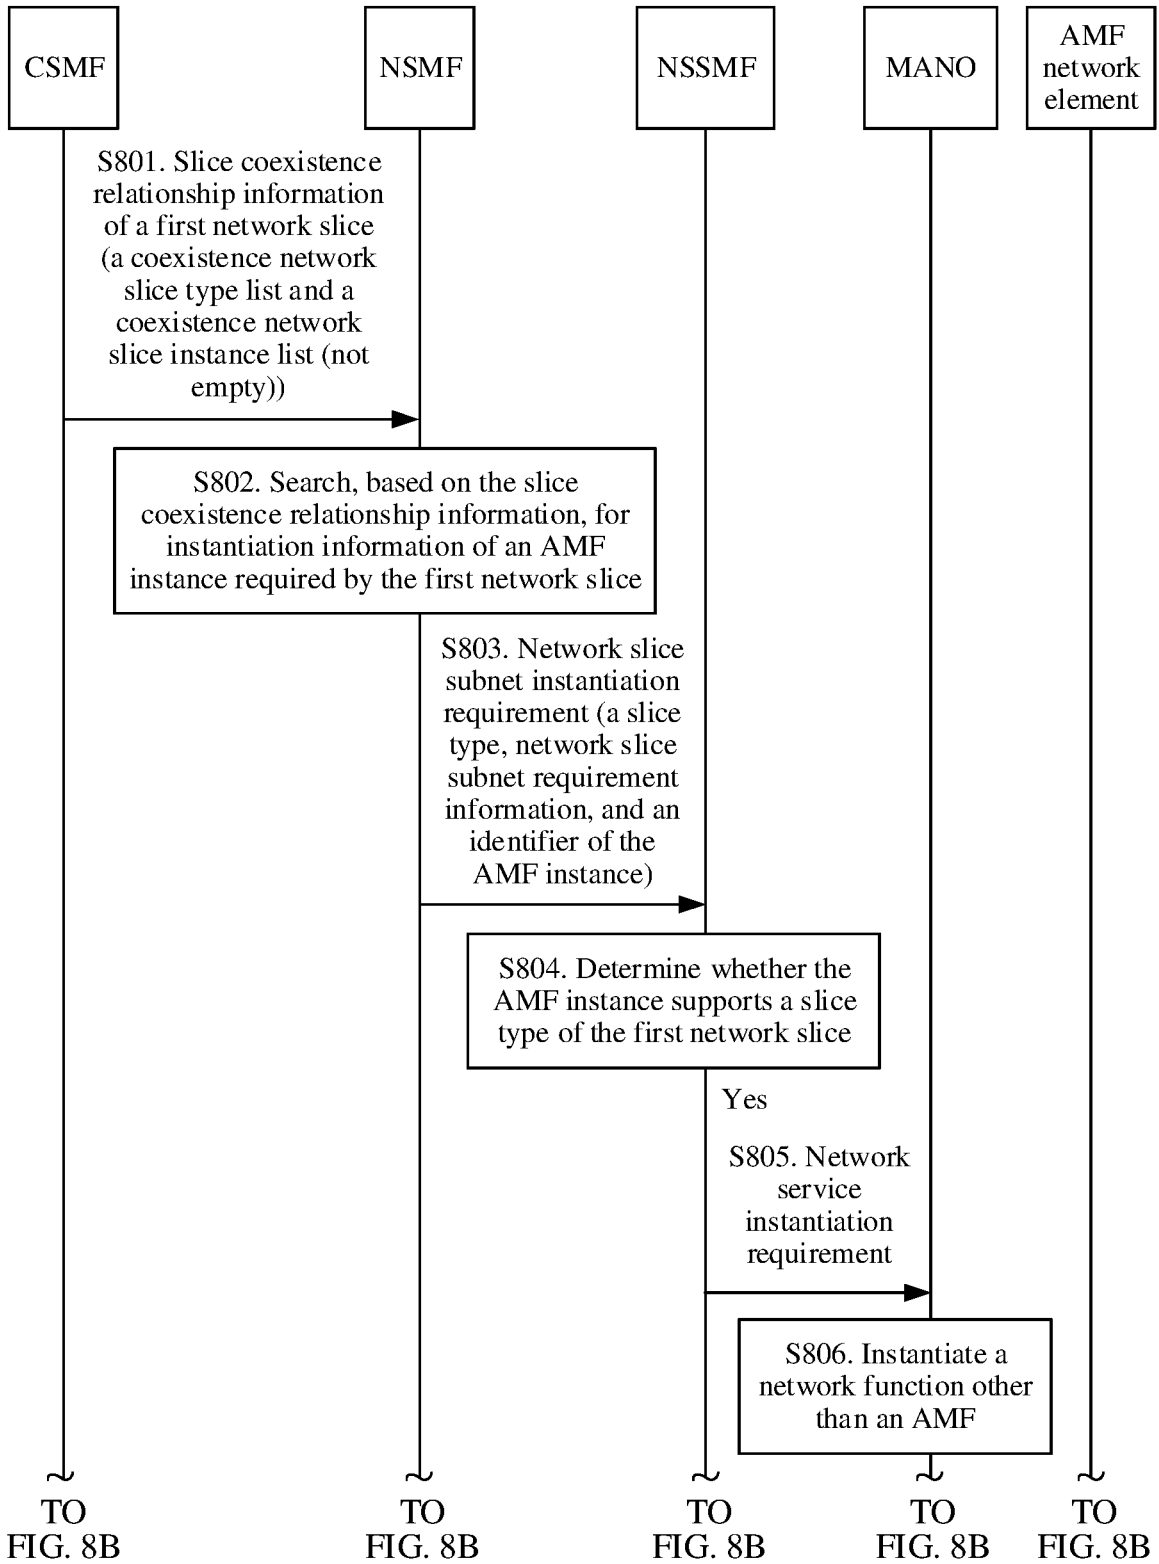 CSMF
NSMF
NSSMF
MANO
AMF
network
element
S801. Slice coexistence
relationship information
of a first network slice
(a coexistence network
slice type list and a
coexistence network
slice instance list (not
empty))
S802. Search, based on the slice
coexistence relationship information, for
instantiation information of an AMF
instance required by the first network slice
S803. Network slice
subnet instantiation
requirement (a slice
type, network slice
subnet requirement
information, and an
identifier of the
AMF instance)
S804. Determine whether the
AMF instance supports a slice
type of the first network slice
Yes
S805. Network
service
instantiation
requirement
S806. Instantiate a
network function other
than an AMF
TO
FIG. 8B
TO
FIG. 8B
TO
FIG. 8B
TO
FIG. 8B
TO
FIG. 8B